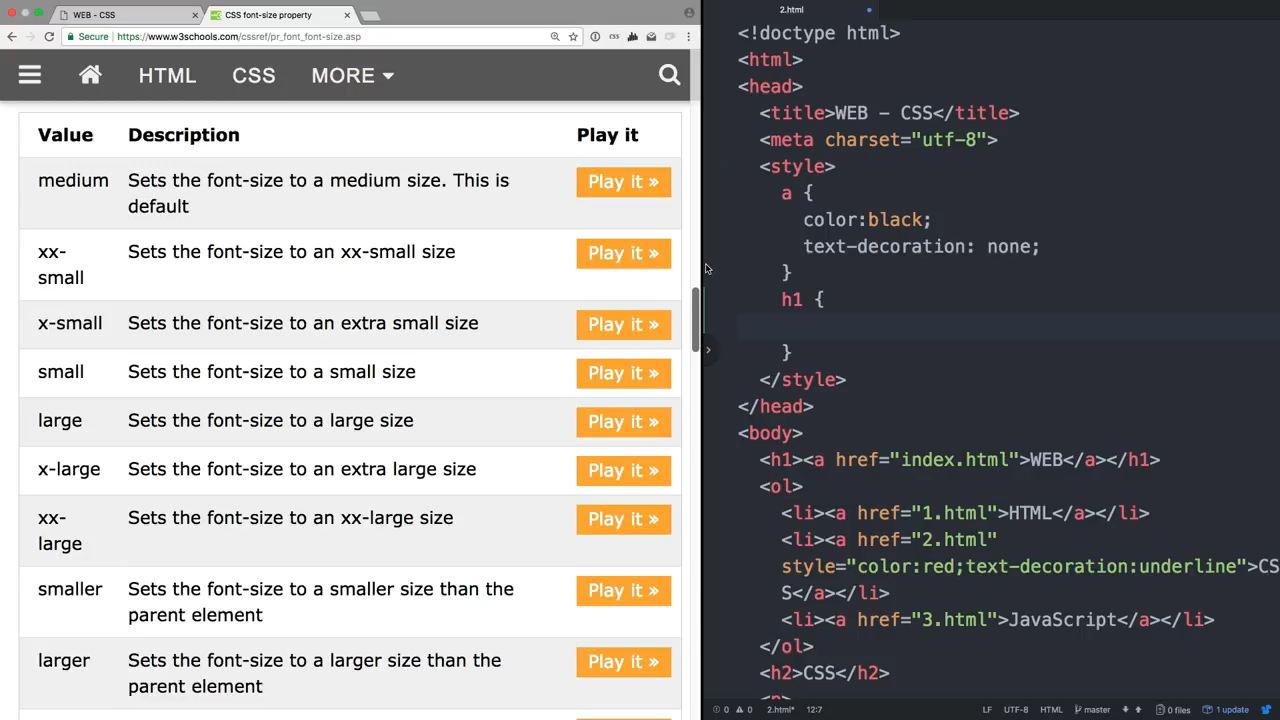 WEB - CSS
CSS font-size property
Secure
https://www.w3schools.com/cssref/pr_font_font-size.asp
HTML CSS MORE
Value Description Play it
medium Sets the font-size to a medium size. This is
default
Play it »
xx-
small
Sets the font-size to an xx-small size
Play it »
x-small Sets the font-size to an extra small size Play it »
small Sets the font-size to a small size Play it »
large Sets the font-size to a large size Play it »
x-large Sets the font-size to an extra large size Play it »
xx-
large
Sets the font-size to an xx-large size
Play it »
smaller Sets the font-size to a smaller size than the
parent element
Play it »
larger Sets the font-size to a larger size than the
parent element
Play it »
2.html
<!doctype html>
<html>
<head>
<title>WEB - CSS</title>
<meta charset="utf-8">
<style>
a {
color:black;
text-decoration: none;
}
h1 {
}
</style>
</head>
<body>
<h1><a href="index.html">WEB</a></h1>
<ol>
<li><a href="1.html">HTML</a></li>
<li><a href="2.html"
style="color:red;text-decoration:underline">CS
S</a></li>
<li><a href="3.html">JavaScript</a></li>
</ol>
<h2>CSS</h2>
<p>
0 0 2.html* 12:7 LF UTF-8 HTML master 0 files 1 update